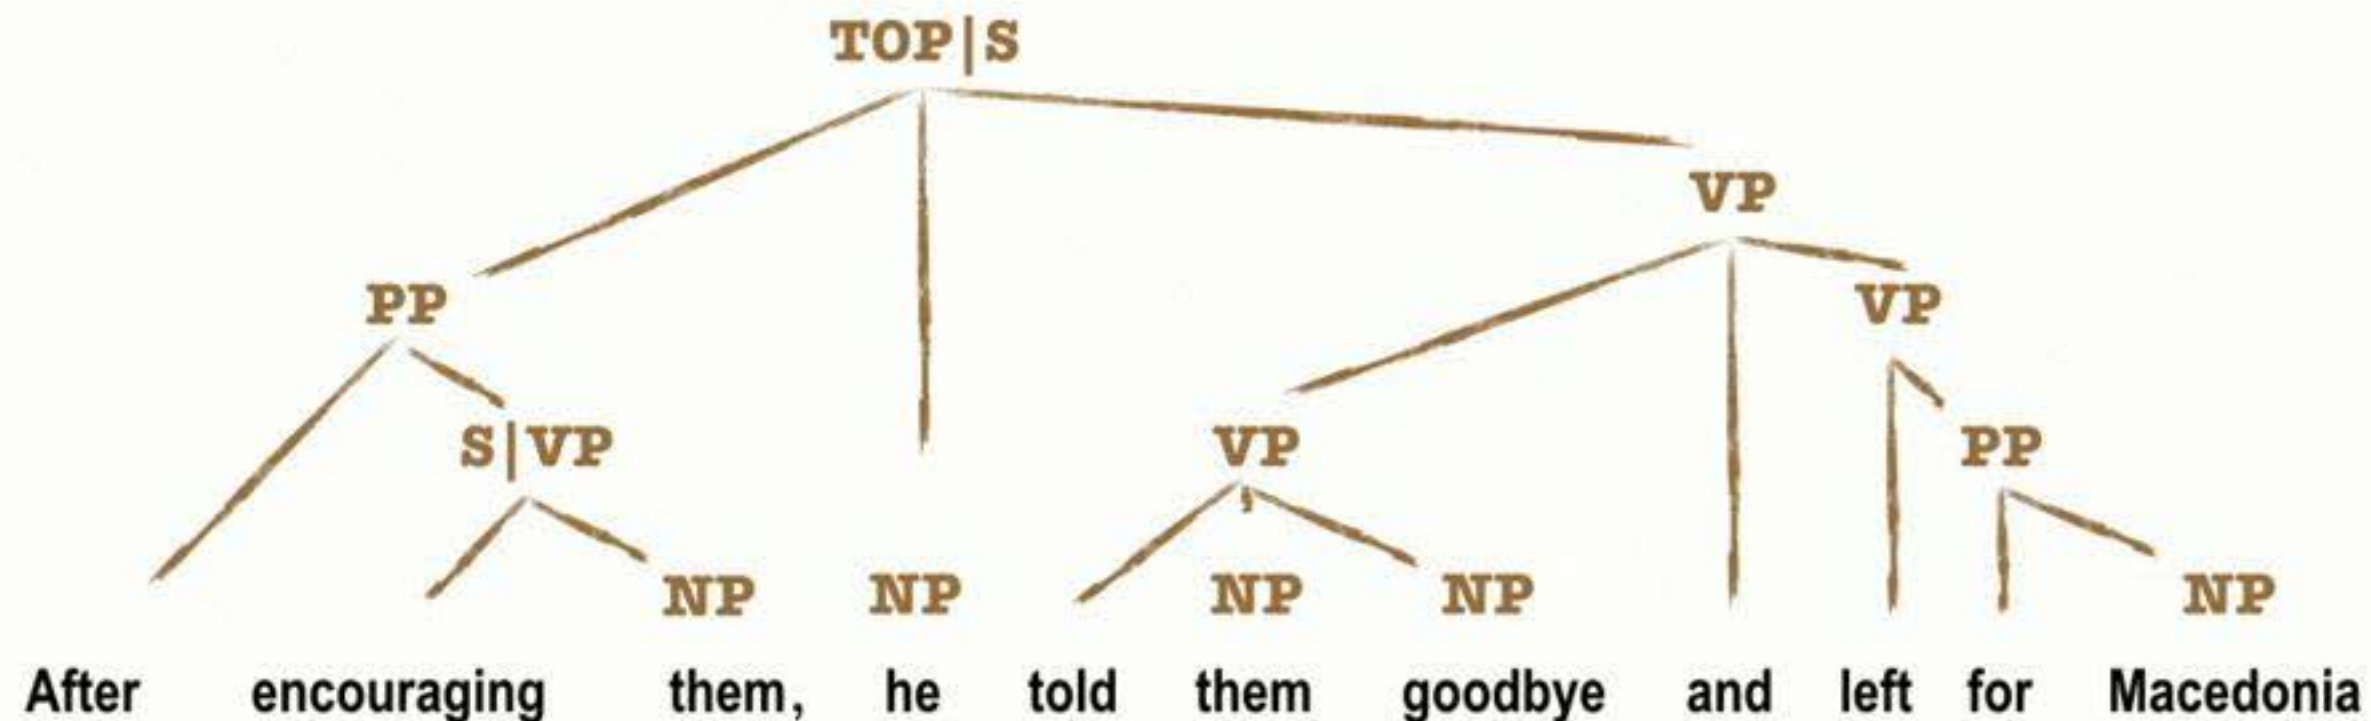 TOP|S
VP
PP VP
S|VP VP PP
NP NP NP NP NP
After encouraging them, he told them goodbye and left for Macedonia